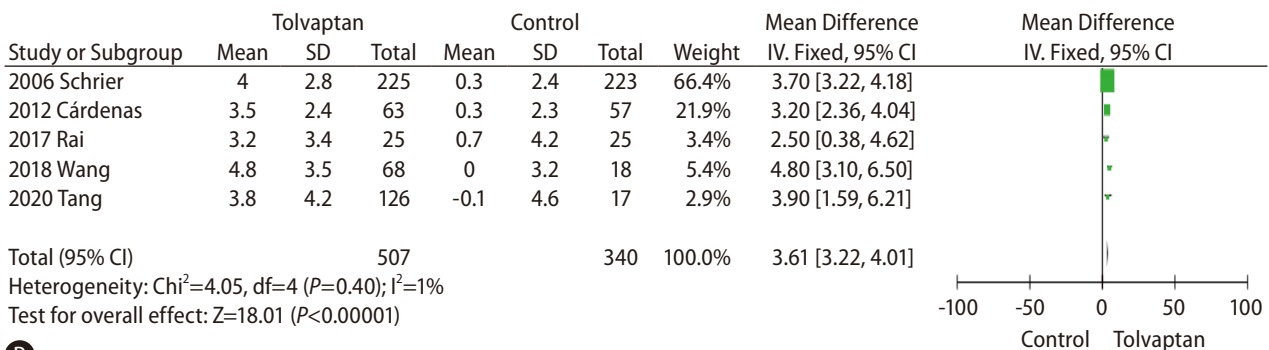 Tolvaptan Control Mean Difference Mean Difference
Study or Subgroup Mean SD Total Mean SD Total Weight IV. Fixed, 95% CI IV. Fixed, 95% CI
2006 Schrier 4 2.8 225 0.3 2.4 223 66.4% 3.70 [3.22, 4.18]
2012 Cárdenas 3.5 2.4 63 0.3 2.3 57 21.9% 3.20 [2.36, 4.04]
2017 Rai 3.2 3.4 25 0.7 4.2 25 3.4% 2.50 [0.38, 4.62]
2018 Wang 4.8 3.5 68 0 3.2 18 5.4% 4.80 [3.10, 6.50]
2020 Tang 3.8 4.2 126 -0.1 4.6 17 2.9% 3.90 [1.59, 6.21]
Total (95% CI) 507 340 100.0% 3.61 [3.22, 4.01]
Heterogeneity: Chi²=4.05, df=4 (P=0.40); I²=1%
Test for overall effect: Z=18.01 (P<0.00001)
-100 -50 0 50 100
Control Tolvaptan